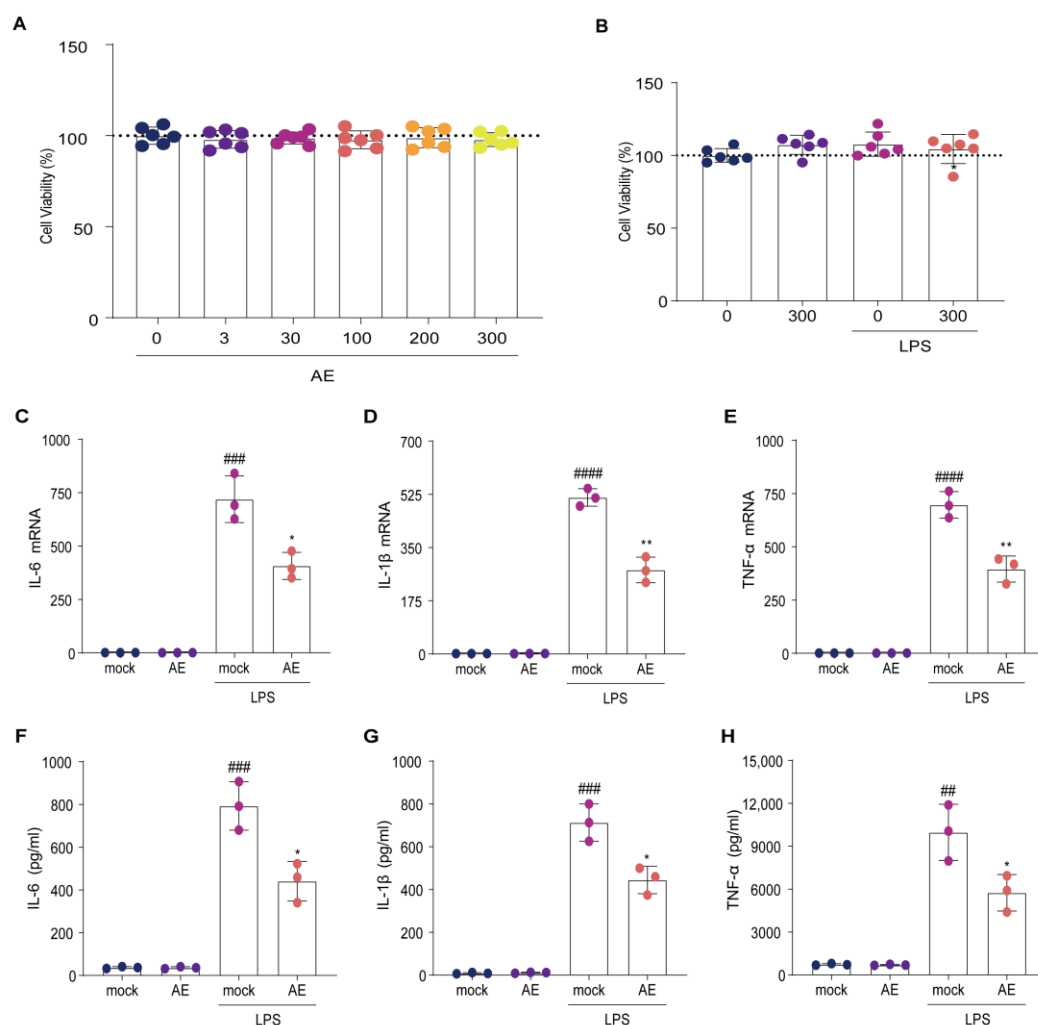 A
150
100
50
0
Cell Viability (%)
0 3 30 100 200 300
AE
B
150
100
50
0
Cell Viability (%)
*
0 300 0 300
LPS
C
1000
750
500
250
0
IL-6 mRNA
###
*
mock AE mock AE
LPS
D
700
525
350
175
0
IL-1β mRNA
####
**
mock AE mock AE
LPS
E
1000
750
500
250
0
TNF-α mRNA
####
**
mock AE mock AE
LPS
F
1000
800
600
400
200
0
IL-6 (pg/ml)
###
*
mock AE mock AE
LPS
G
1000
800
600
400
200
0
IL-1β (pg/ml)
###
*
mock AE mock AE
LPS
H
15,000
12,000
9,000
6000
3000
0
TNF-α (pg/ml)
##
*
mock AE mock AE
LPS